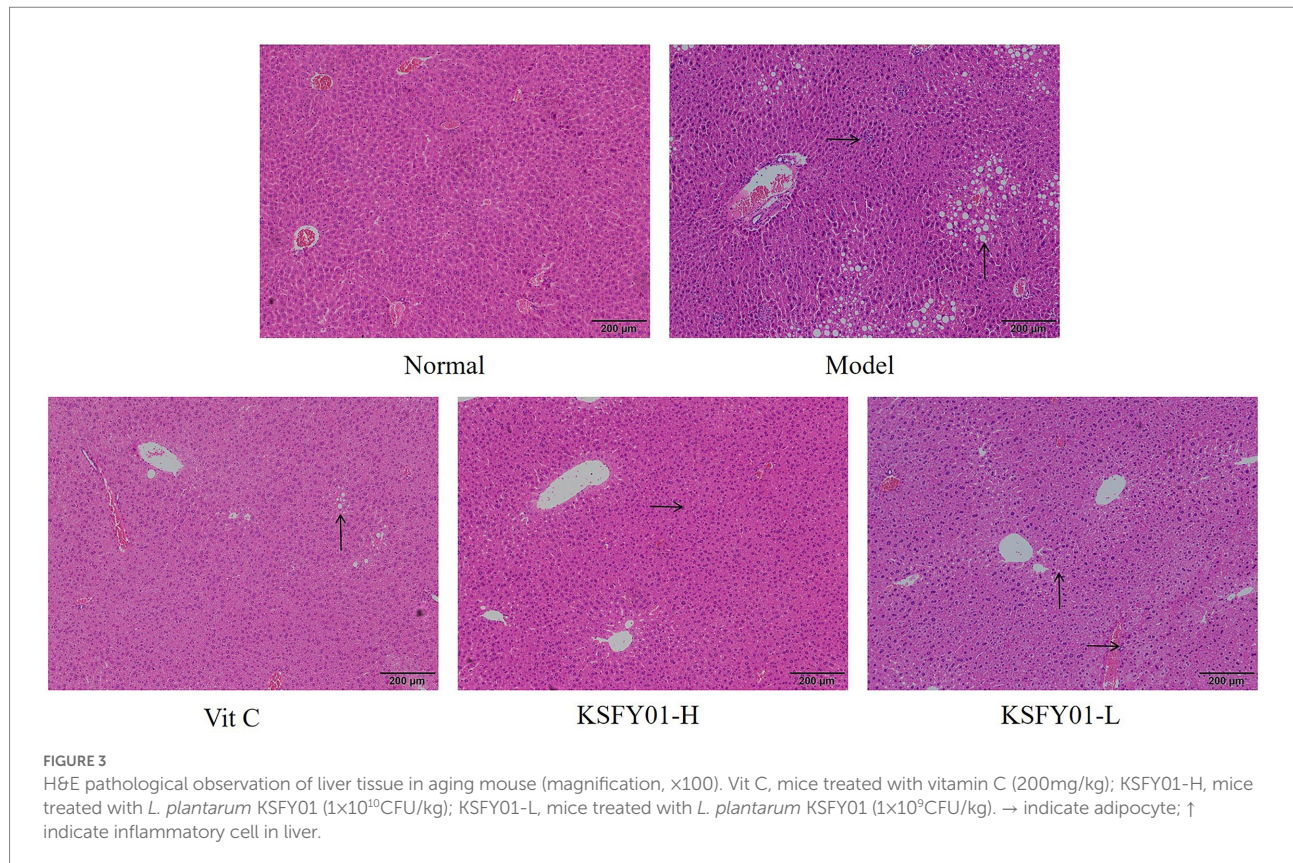 200 µm
200 µm
Normal
Model
200 µm
200 µm
200 µm
Vit C
KSFY01-H
KSFY01-L
FIGURE 3
H&E pathological observation of liver tissue in aging mouse (magnification, ×100). Vit C, mice treated with vitamin C (200mg/kg); KSFY01-H, mice
treated with L. plantarum KSFY01 (1×10¹⁰CFU/kg); KSFY01-L, mice treated with L. plantarum KSFY01 (1×10⁹CFU/kg). → indicate adipocyte; ↑
indicate inflammatory cell in liver.